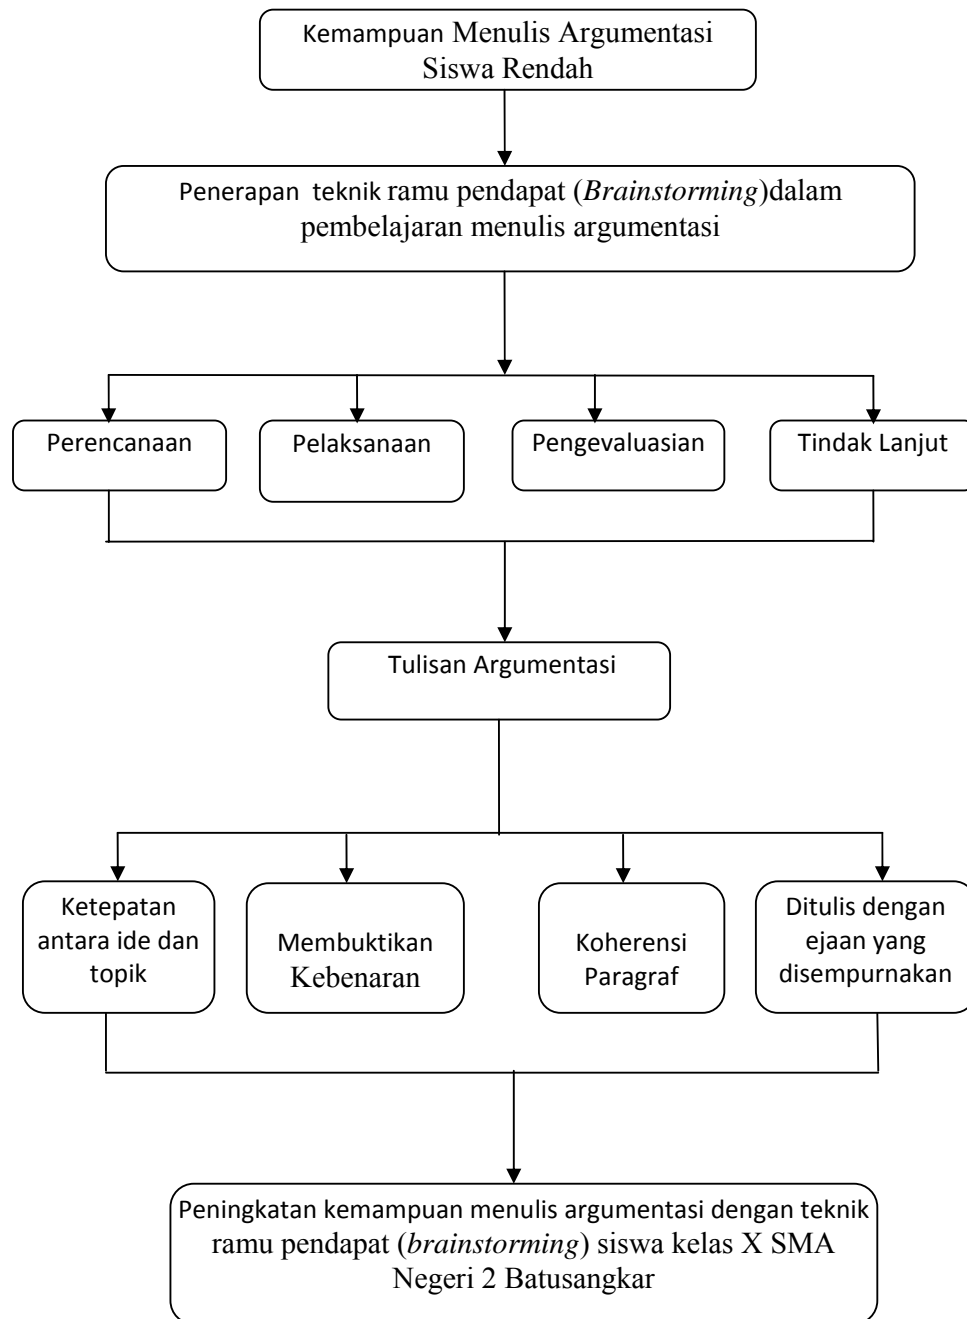 Kemampuan Menulis Argumentasi
Siswa Rendah
Penerapan teknik ramu pendapat (Brainstorming)dalam
pembelajaran menulis argumentasi
Perencanaan
Pelaksanaan
Pengevaluasian
Tindak Lanjut
Tulisan Argumentasi
Ketepatan
antara ide dan
topik
Membuktikan
Kebenaran
Koherensi
Paragraf
Ditulis dengan
ejaan yang
disempurnakan
Peningkatan kemampuan menulis argumentasi dengan teknik
ramu pendapat (brainstorming) siswa kelas X SMA
Negeri 2 Batusangkar